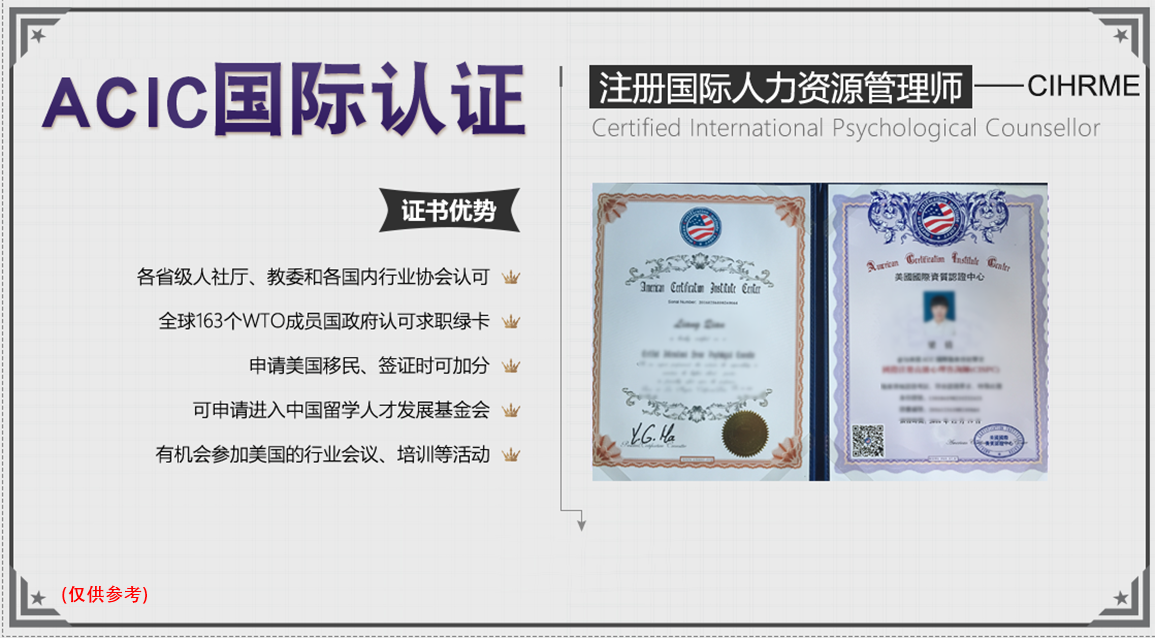 ACIC国际认证
证书优势
各省级人社厅、教委和各国内行业协会认可
全球163个WTO成员国政府认可求职绿卡
申请美国移民、签证时可加分
可申请进入中国留学人才发展基金会
有机会参加美国的行业会议、培训等活动
(仅供参考)
注册国际人力资源管理师——CIHRME
Certified International Psychological Counsellor
American Certification Institute Center
American Certification Institute Center
美國國際資質認證中心